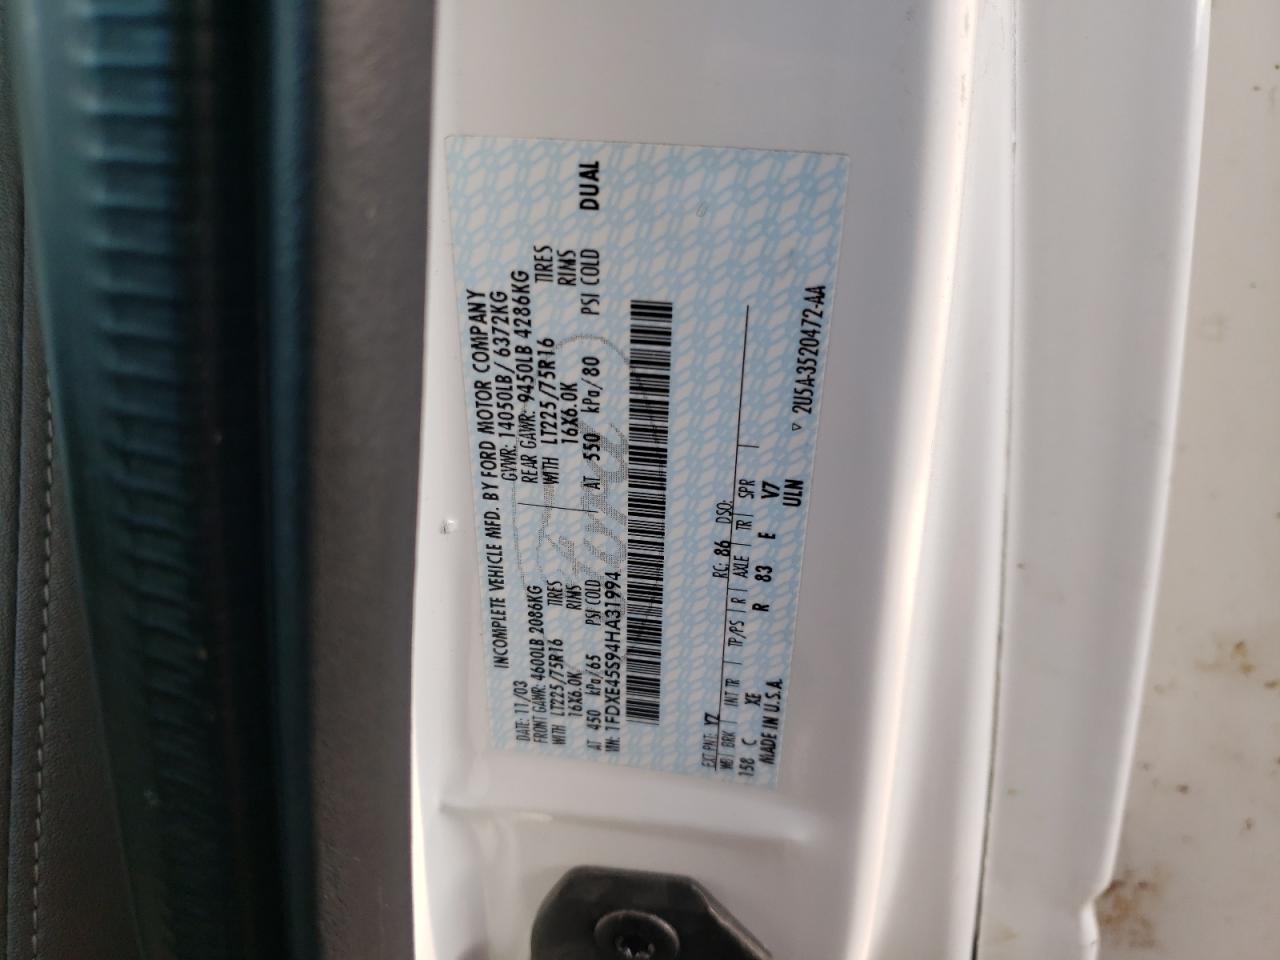 INCOMPLETE VEHICLE MFD. BY FORD MOTOR COMPANY
DATE: 11/03 GVWR: 14050LB/ 6372KG
FRONT GAWR: 4600LB 2086KG REAR GAWR: 9450LB 4286KG
WITH LT225/75R16 TIRES WITH LT225/75R16 TIRES
16X6.0K RIMS 16X6.0K RIMS
AT 450 kPa/65 PSI COLD AT 550 kPa/80 PSI COLD DUAL
VIN: 1FDXE45S94HA31994
EXT PNT: YZ RC: 86 DSO:
WB BRK INT TR TP/PS R AXLE TR SPR
158 C XE R 83 E V7
MADE IN U.S.A. ULN
▽ 2U5A-3520472-AA